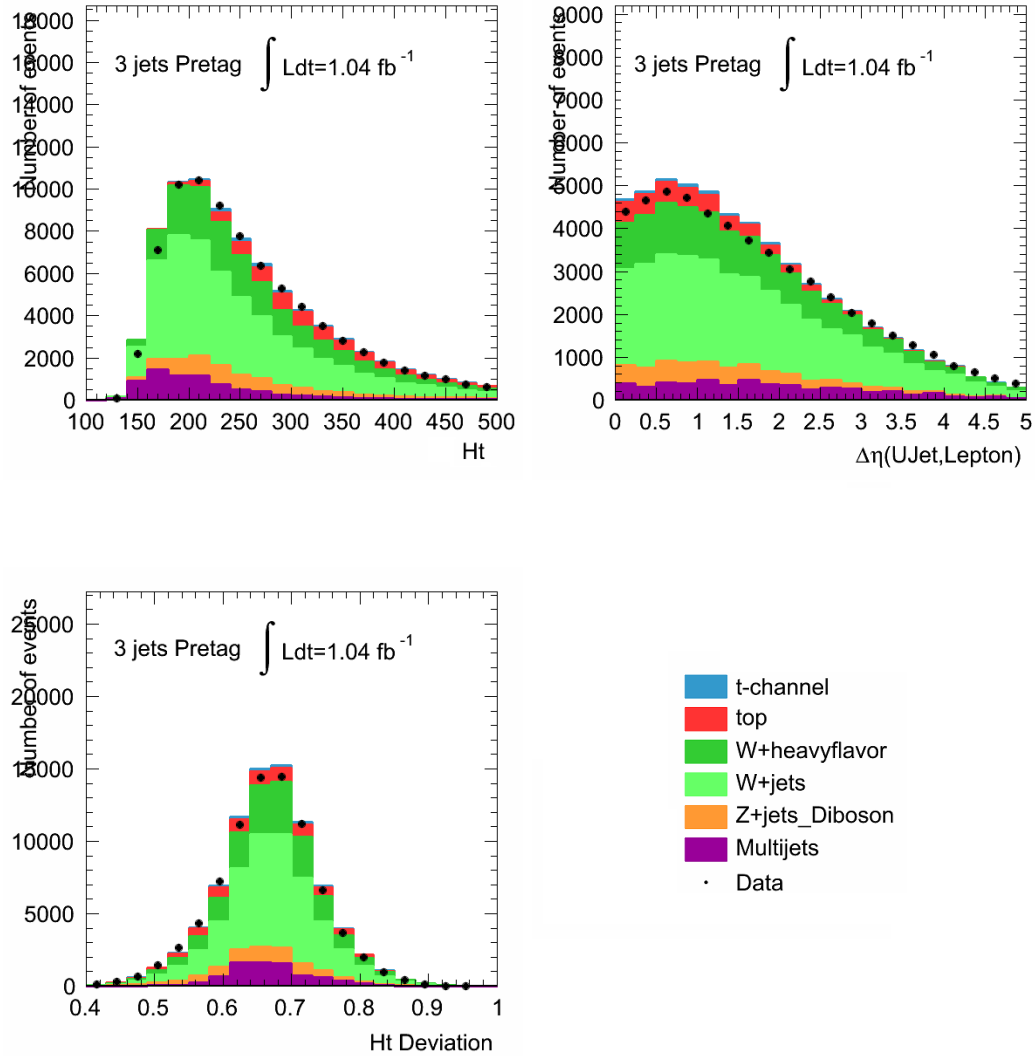 Number of events
18000
16000
14000
12000
10000
8000
6000
4000
2000
0
3 jets Pretag ∫ Ldt=1.04 fb⁻¹
100 150 200 250 300 350 400 450 500
Ht
Number of events
9000
8000
7000
6000
5000
4000
3000
2000
1000
0
3 jets Pretag ∫ Ldt=1.04 fb⁻¹
0 0.5 1 1.5 2 2.5 3 3.5 4 4.5 5
Δη(UJet,Lepton)
Number of events
25000
20000
15000
10000
5000
0
3 jets Pretag ∫ Ldt=1.04 fb⁻¹
0.4 0.5 0.6 0.7 0.8 0.9 1
Ht Deviation
t-channel
top
W+heavyflavor
W+jets
Z+jets_Diboson
Multijets
Data